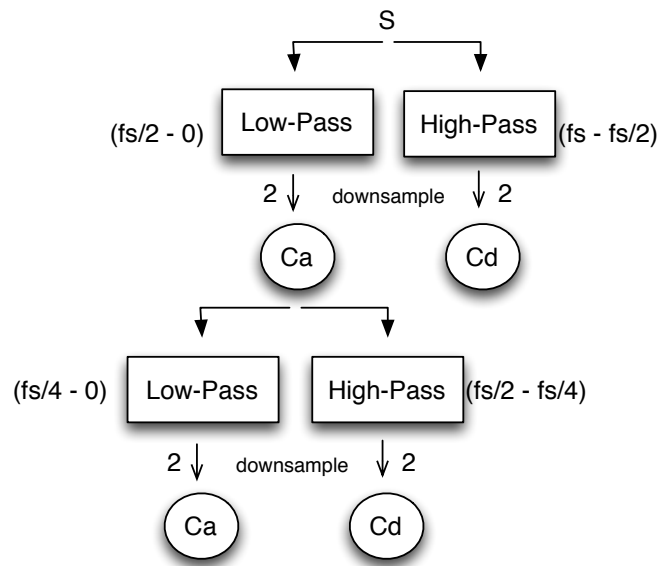 S
(fs/2 - 0) Low-Pass High-Pass (fs - fs/2)
2 downsample 2
Ca Cd
(fs/4 - 0) Low-Pass High-Pass (fs/2 - fs/4)
2 downsample 2
Ca Cd